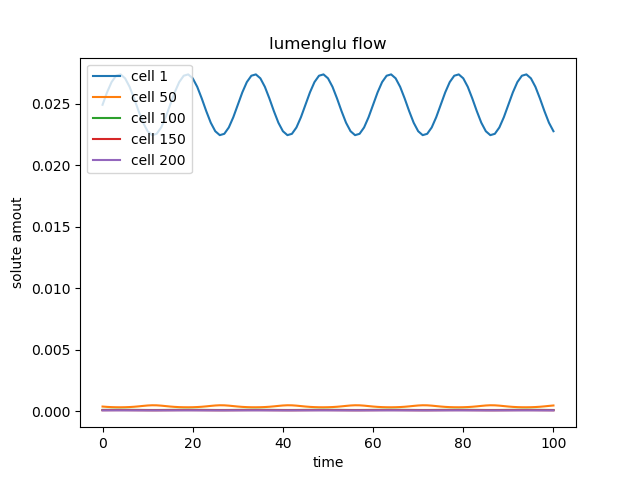 lumenglu flow
cell 1
cell 50
cell 100
cell 150
cell 200
solute amout
0.025
0.020
0.015
0.010
0.005
0.000
0 20 40 60 80 100
time